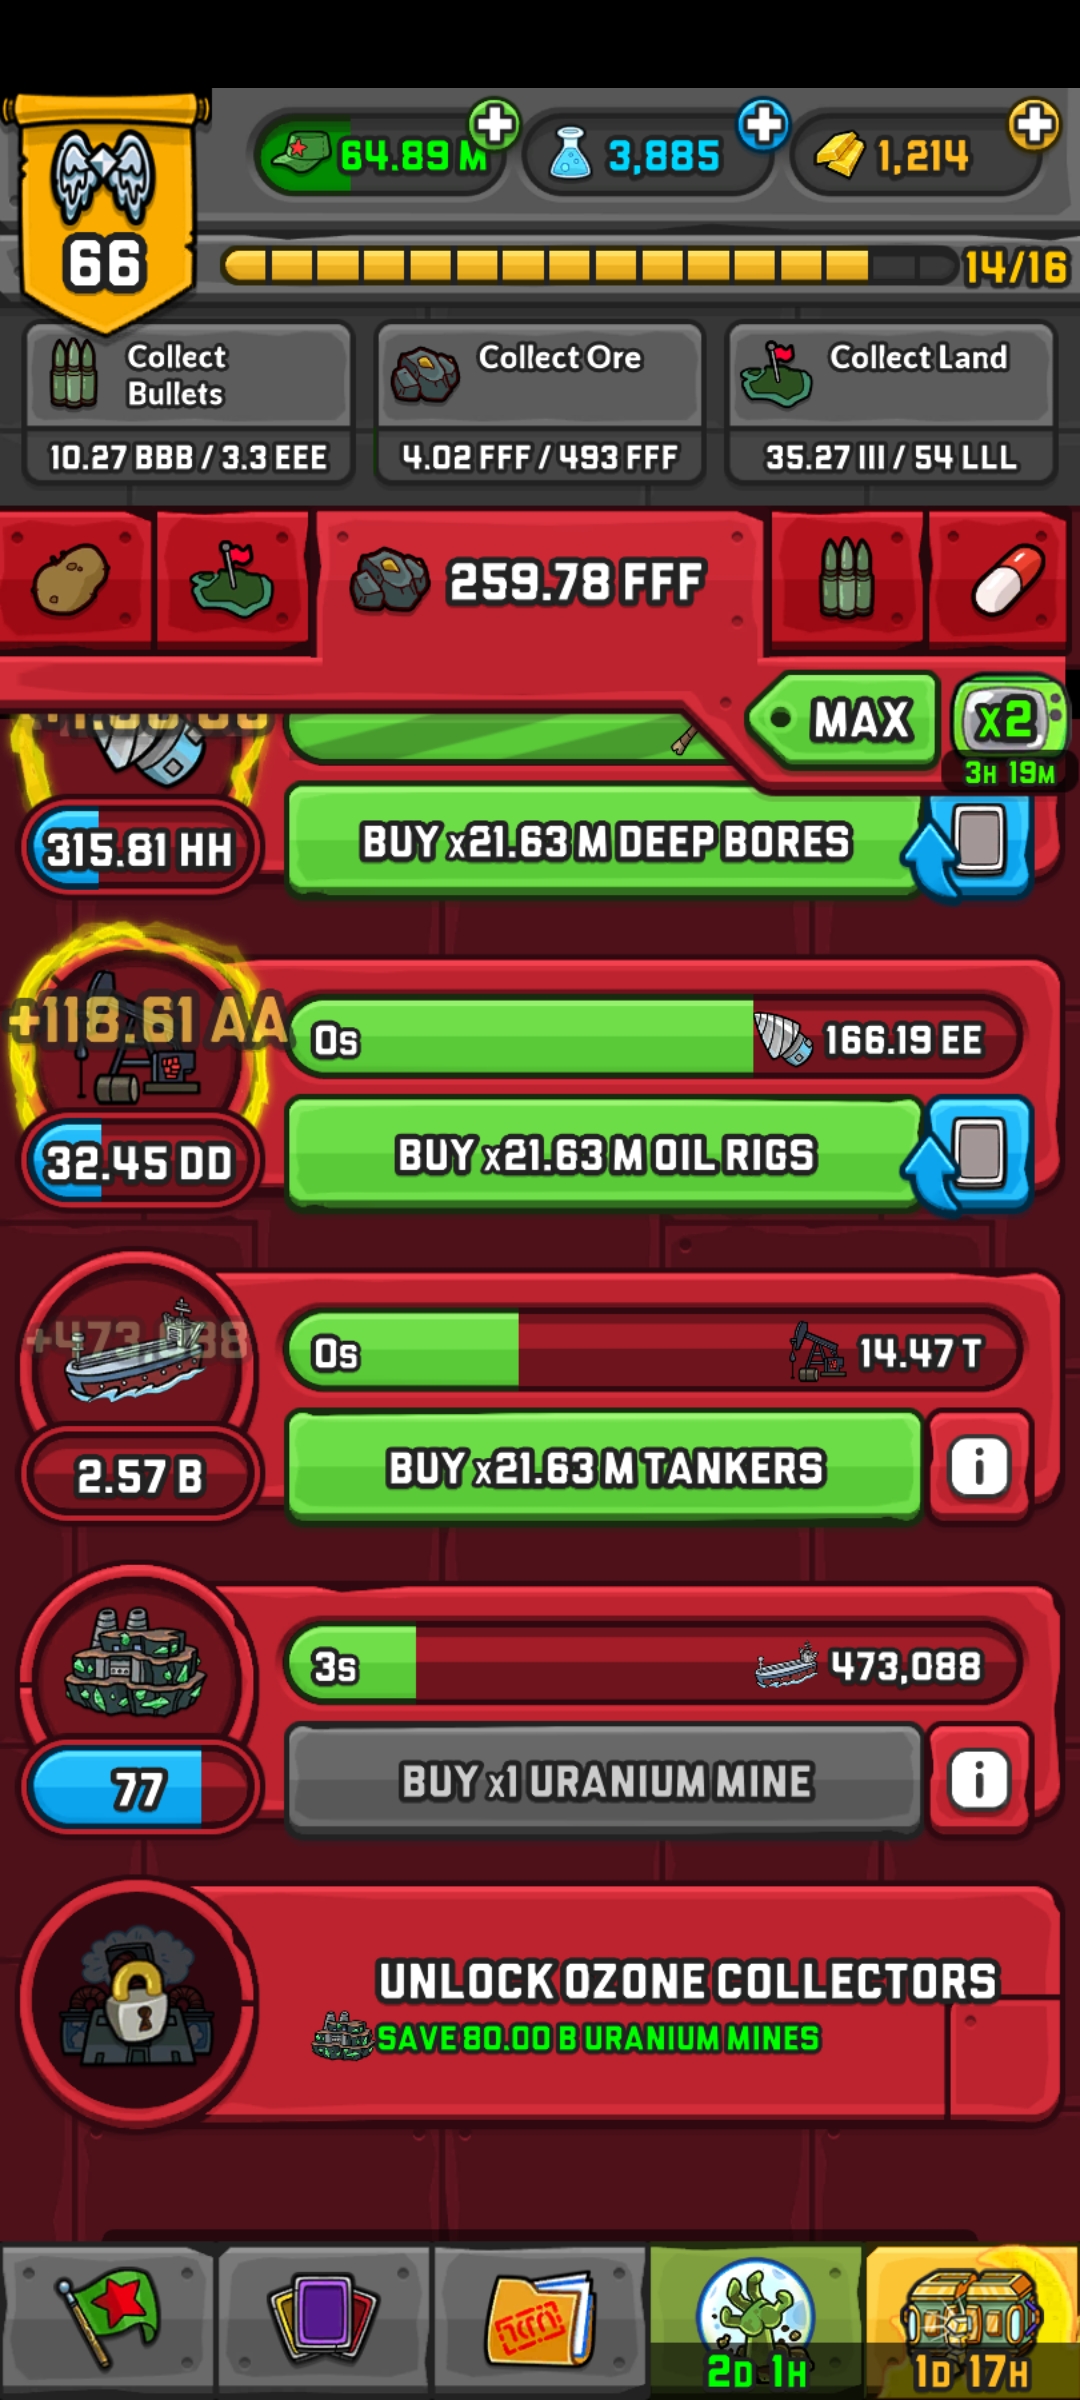 64.89 M
3,885
1,214
66
14/16
Collect
Bullets
10.27 BBB / 3.3 EEE
Collect Ore
4.02 FFF / 493 FFF
Collect Land
35.27 III / 54 LLL
259.78 FFF
MAX
x2
3H 19M
315.81 HH
BUY x21.63 M DEEP BORES
+118.61 AA
0s
166.19 EE
32.45 DD
BUY x21.63 M OIL RIGS
+473,088
0s
14.47 T
2.57 B
BUY x21.63 M TANKERS
i
3s
473,088
77
BUY x1 URANIUM MINE
i
UNLOCK OZONE COLLECTORS
SAVE 80.00 B URANIUM MINES
2D 1H
1D 17H